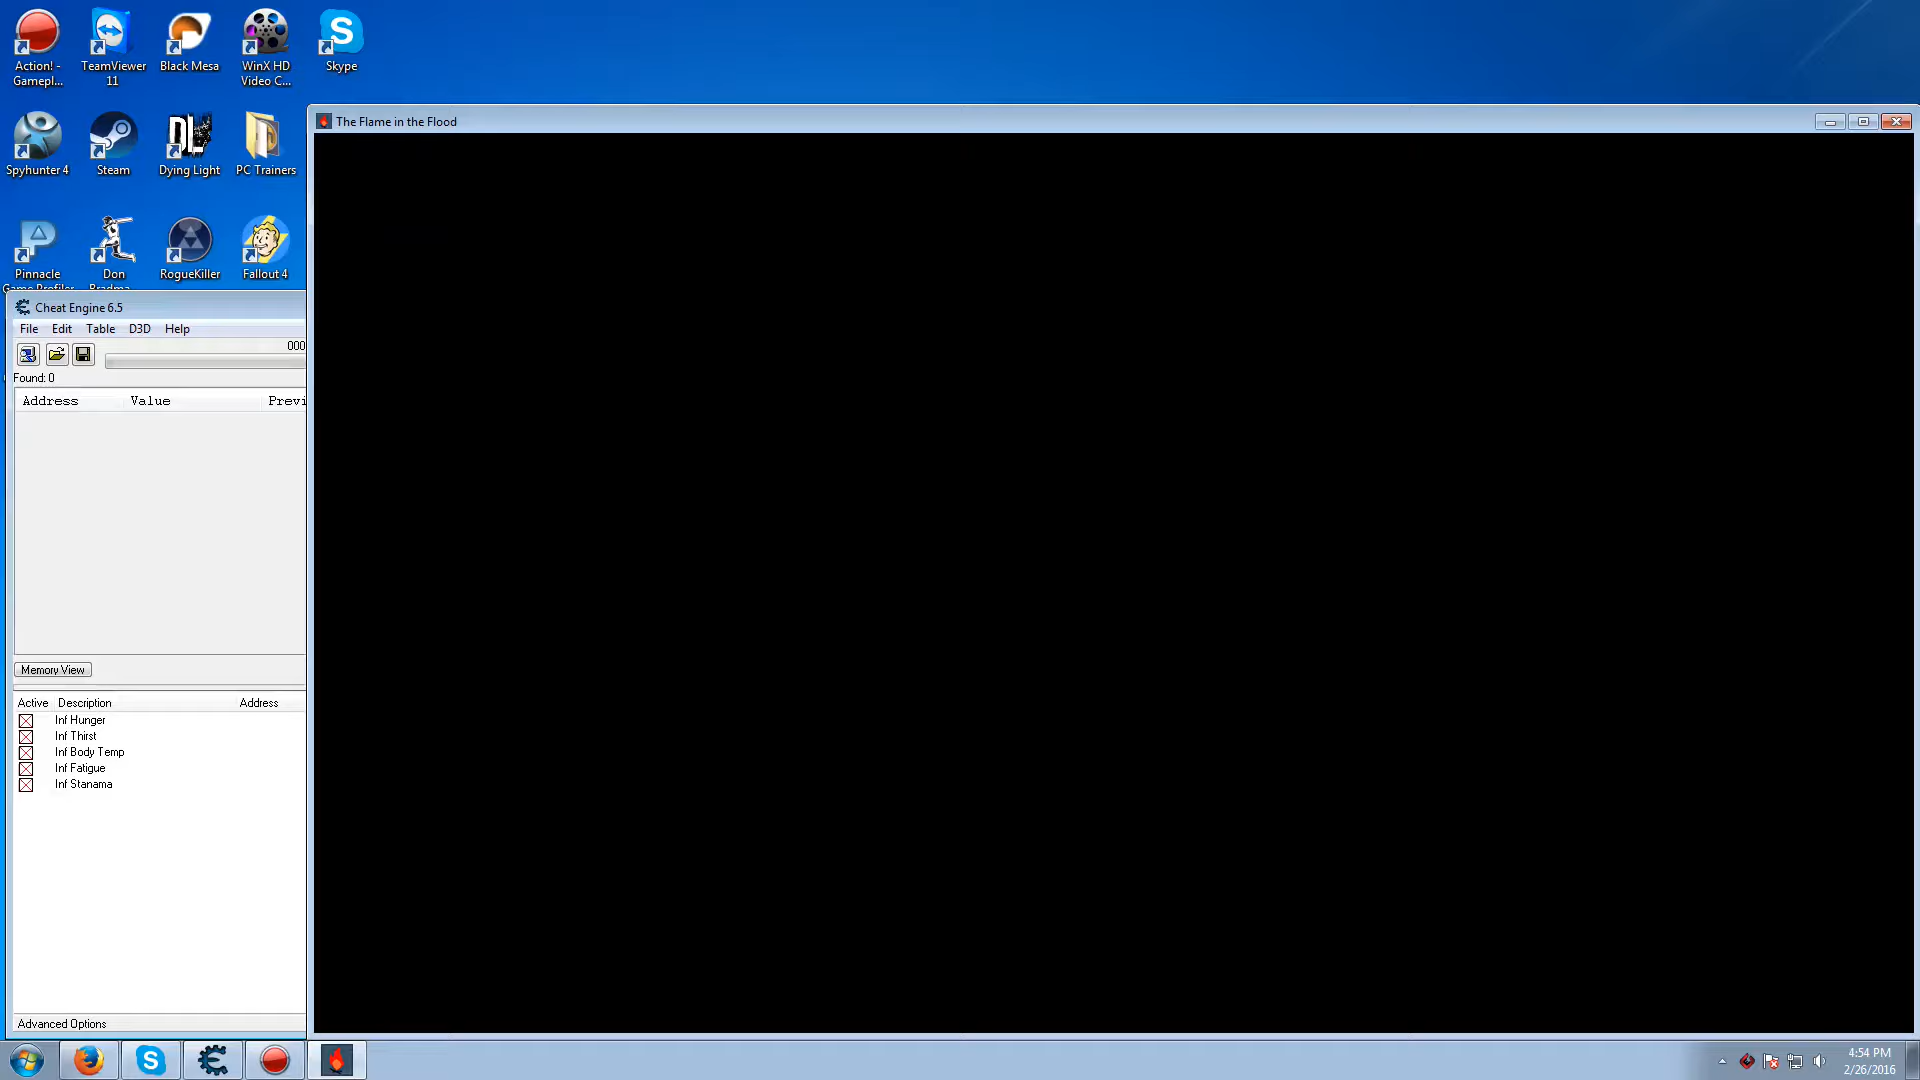 Action! -
Gamepl...
TeamViewer
11
Black Mesa
WinX HD
Video C...
Skype
Spyhunter 4
Steam
Dying Light
PC Trainers
Pinnacle
Game Profiler
Don
Bradma...
RogueKiller
Fallout 4
The Flame in the Flood
Cheat Engine 6.5
File Edit Table D3D Help
000
Found: 0
Address Value Previ
Memory View
Active Description Address
Inf Hunger
Inf Thirst
Inf Body Temp
Inf Fatigue
Inf Stanama
Advanced Options
4:54 PM
2/26/2016